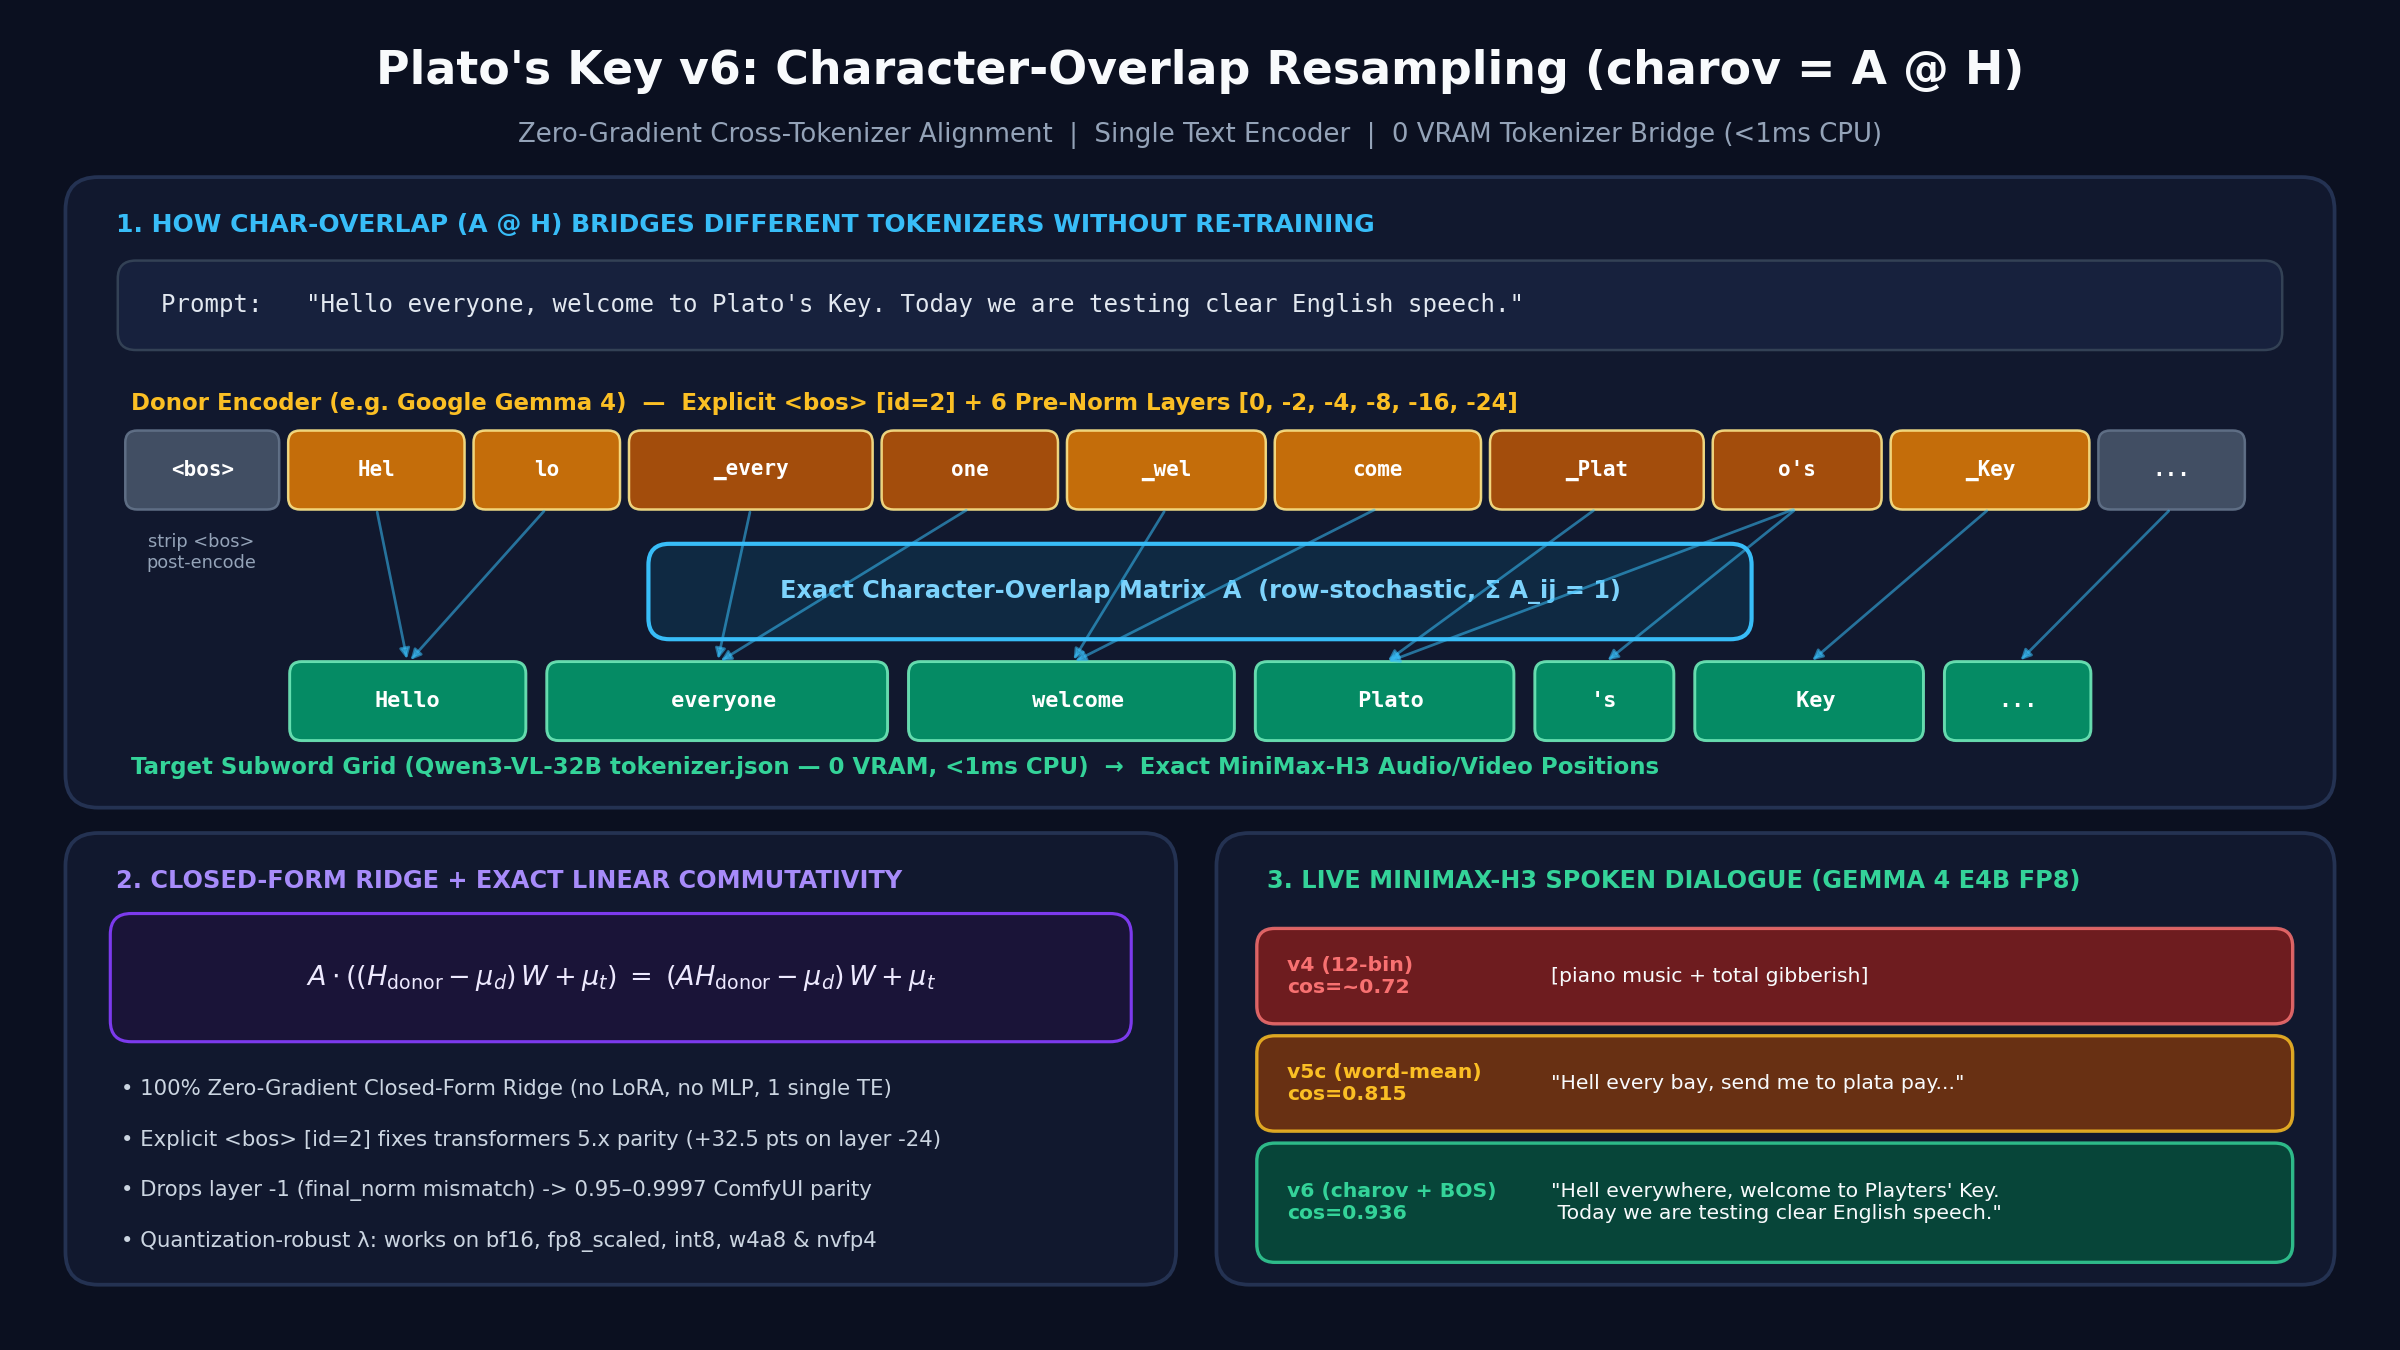 Plato's Key v6: Character-Overlap Resampling (charov = A @ H)
Zero-Gradient Cross-Tokenizer Alignment | Single Text Encoder | 0 VRAM Tokenizer Bridge (<1ms CPU)
1. HOW CHAR-OVERLAP (A @ H) BRIDGES DIFFERENT TOKENIZERS WITHOUT RE-TRAINING
Prompt: "Hello everyone, welcome to Plato's Key. Today we are testing clear English speech."
Donor Encoder (e.g. Google Gemma 4) — Explicit <bos> [id=2] + 6 Pre-Norm Layers [0, -2, -4, -8, -16, -24]
<bos> Hel lo _every one _wel come _Plat o's _Key ...
strip <bos>
post-encode
Exact Character-Overlap Matrix A (row-stochastic, Σ A_ij = 1)
Hello everyone welcome Plato 's Key ...
Target Subword Grid (Qwen3-VL-32B tokenizer.json — 0 VRAM, <1ms CPU) → Exact MiniMax-H3 Audio/Video Positions
2. CLOSED-FORM RIDGE + EXACT LINEAR COMMUTATIVITY
A · ((H_donor − μ_d) W + μ_t) = (AH_donor − μ_d) W + μ_t
• 100% Zero-Gradient Closed-Form Ridge (no LoRA, no MLP, 1 single TE)
• Explicit <bos> [id=2] fixes transformers 5.x parity (+32.5 pts on layer -24)
• Drops layer -1 (final_norm mismatch) -> 0.95–0.9997 ComfyUI parity
• Quantization-robust λ: works on bf16, fp8_scaled, int8, w4a8 & nvfp4
3. LIVE MINIMAX-H3 SPOKEN DIALOGUE (GEMMA 4 E4B FP8)
v4 (12-bin)
cos=~0.72
[piano music + total gibberish]
v5c (word-mean)
cos=0.815
"Hell every bay, send me to plata pay..."
v6 (charov + BOS)
cos=0.936
"Hell everywhere, welcome to Playters' Key.
Today we are testing clear English speech."